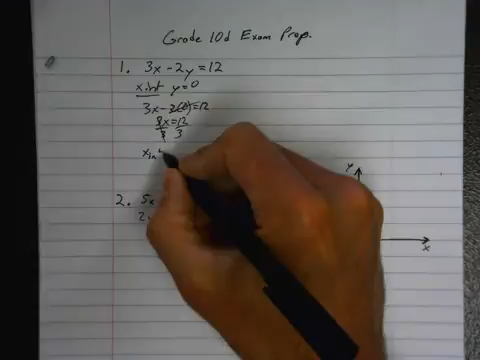 Grade 10d Exam Prep.
1. 3x - 2y = 12
x.int y = 0
3x - 2(0) = 12
3x = 12
3 3
2. 5x
y
x